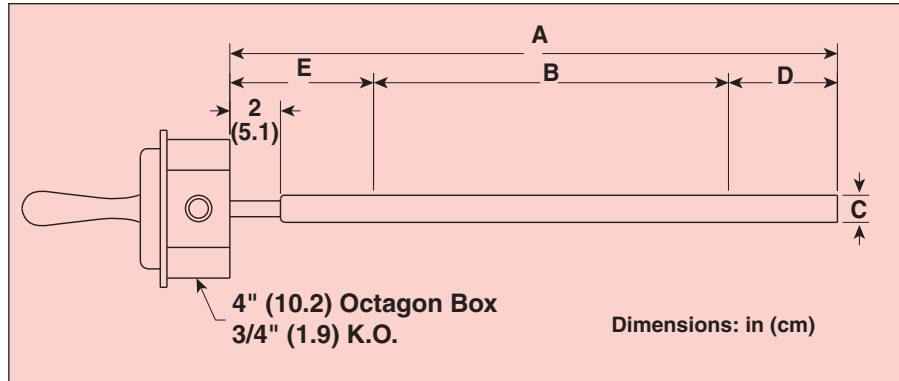 A
E B D
2
(5.1)
C
4" (10.2) Octagon Box
3/4" (1.9) K.O.
Dimensions: in (cm)